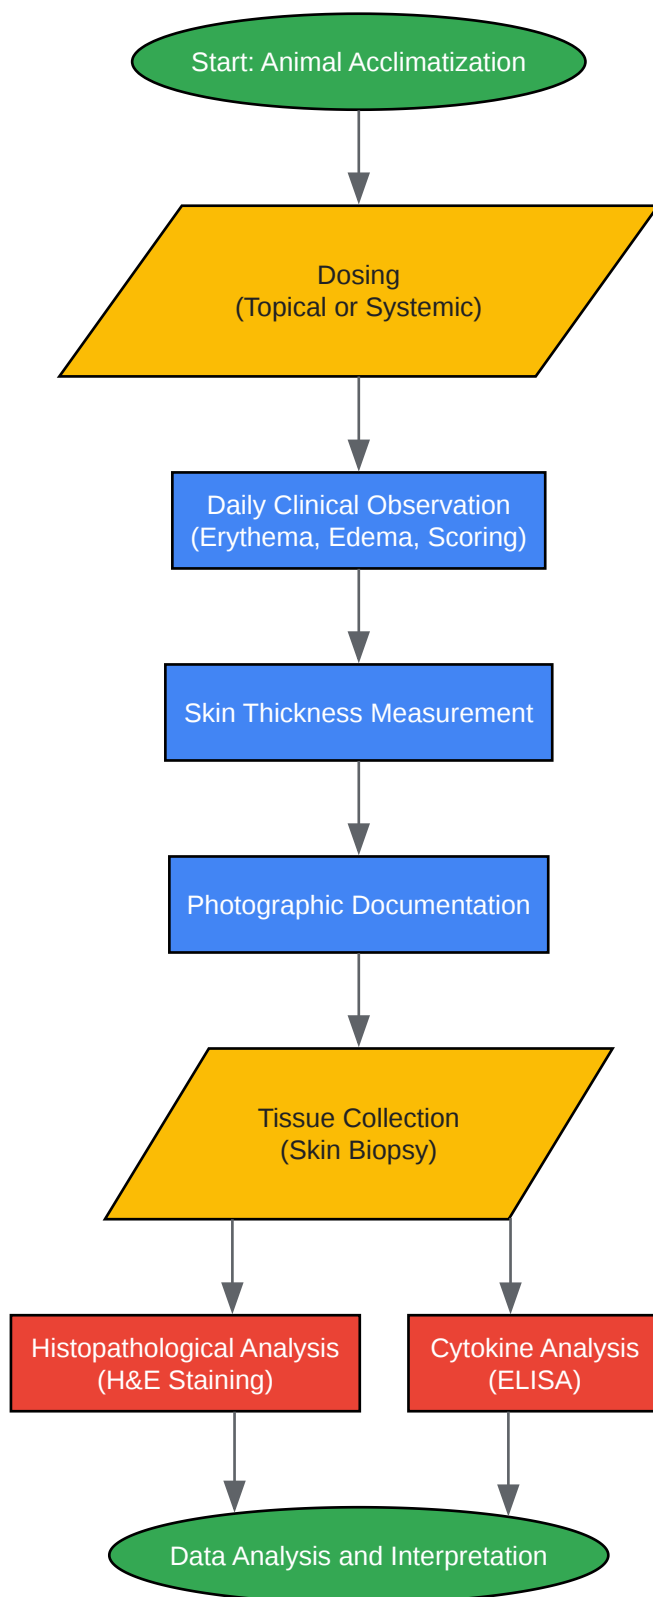 Start: Animal Acclimatization
Dosing
(Topical or Systemic)
Daily Clinical Observation
(Erythema, Edema, Scoring)
Skin Thickness Measurement
Photographic Documentation
Tissue Collection
(Skin Biopsy)
Histopathological Analysis
(H&E Staining)
Cytokine Analysis
(ELISA)
Data Analysis and Interpretation